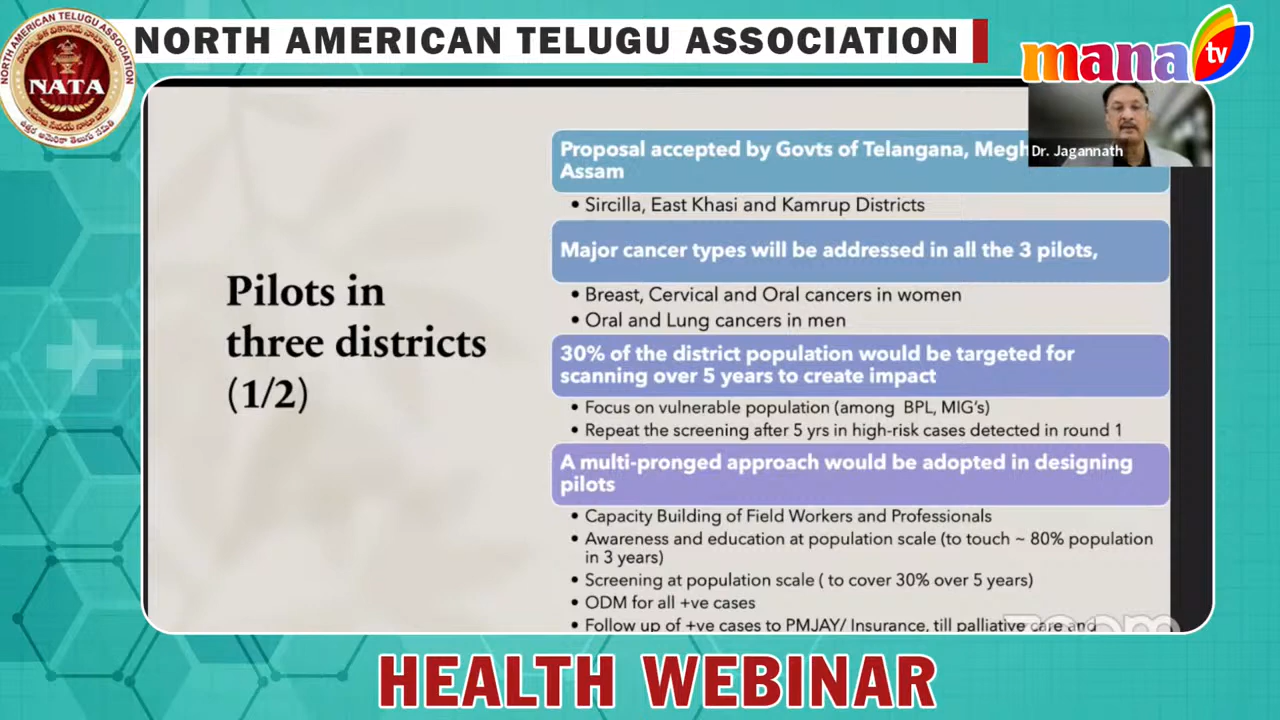 NORTH AMERICAN TELUGU ASSOCIATION
NORTH AMERICAN TELUGU ASSOCIATION
NATA
mana
tv
Dr. Jagannath
Pilots in
three districts
(1/2)
Proposal accepted by Govts of Telangana, Megh
Assam
• Sircilla, East Khasi and Kamrup Districts
Major cancer types will be addressed in all the 3 pilots,
• Breast, Cervical and Oral cancers in women
• Oral and Lung cancers in men
30% of the district population would be targeted for
scanning over 5 years to create impact
• Focus on vulnerable population (among BPL, MIG's)
• Repeat the screening after 5 yrs in high-risk cases detected in round 1
A multi-pronged approach would be adopted in designing
pilots
• Capacity Building of Field Workers and Professionals
• Awareness and education at population scale (to touch ~ 80% population
in 3 years)
• Screening at population scale ( to cover 30% over 5 years)
• ODM for all +ve cases
• Follow up of +ve cases to PMJAY/ Insurance, till palliative care and
zoom
HEALTH WEBINAR